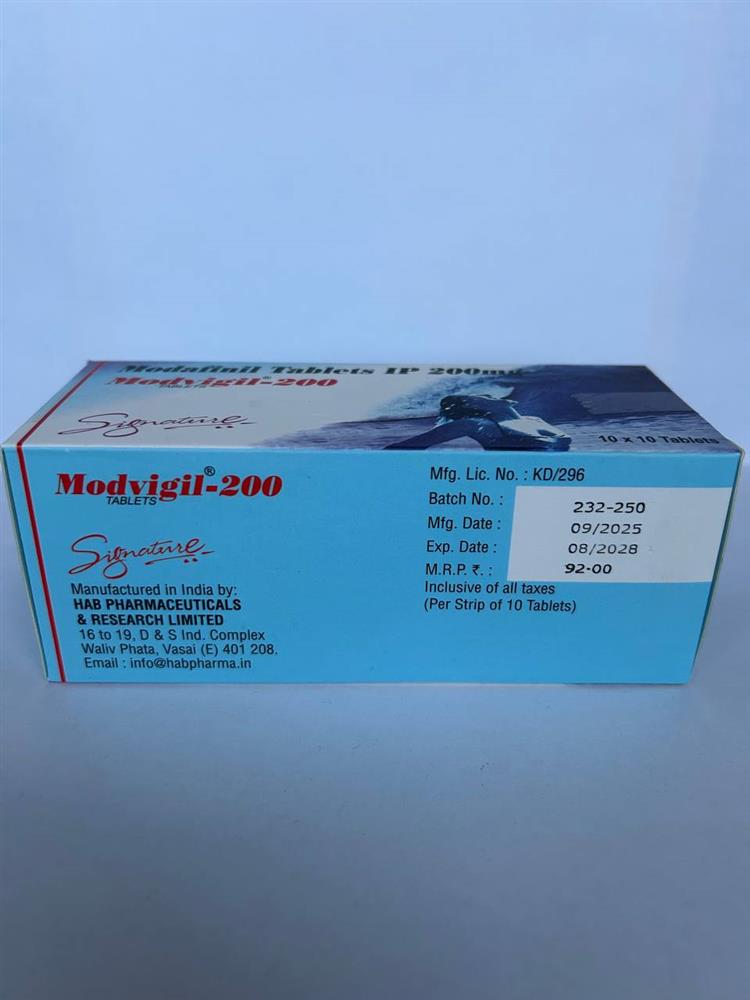 Modafinil Tablets IP 200mg
Modvigil®-200
TABLETS
Signature
10 x 10 Tablets
Modvigil®-200
TABLETS
Signature
Manufactured in India by:
HAB PHARMACEUTICALS
& RESEARCH LIMITED
16 to 19, D & S Ind. Complex
Waliv Phata, Vasai (E) 401 208.
Email : info@habpharma.in
Mfg. Lic. No. : KD/296
Batch No. : 232-250
Mfg. Date : 09/2025
Exp. Date : 08/2028
M.R.P. ₹. : 92-00
Inclusive of all taxes
(Per Strip of 10 Tablets)